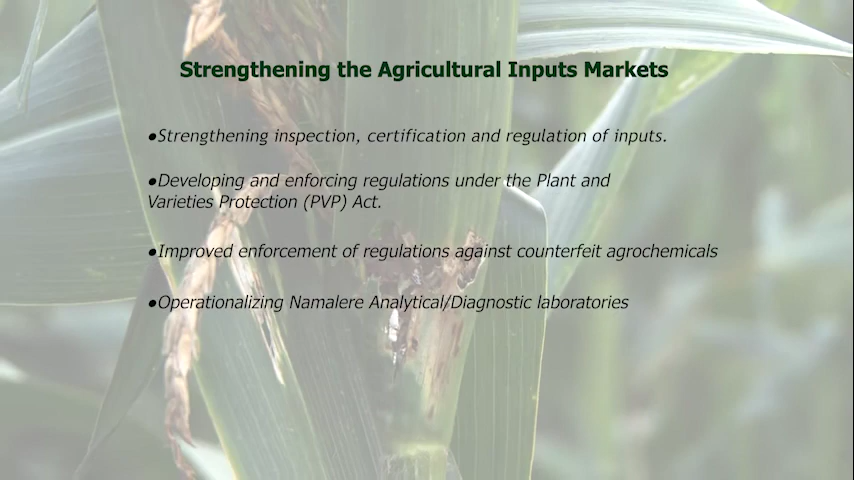 Strengthening the Agricultural Inputs Markets
●Strengthening inspection, certification and regulation of inputs.
●Developing and enforcing regulations under the Plant and
Varieties Protection (PVP) Act.
●Improved enforcement of regulations against counterfeit agrochemicals
●Operationalizing Namalere Analytical/Diagnostic laboratories